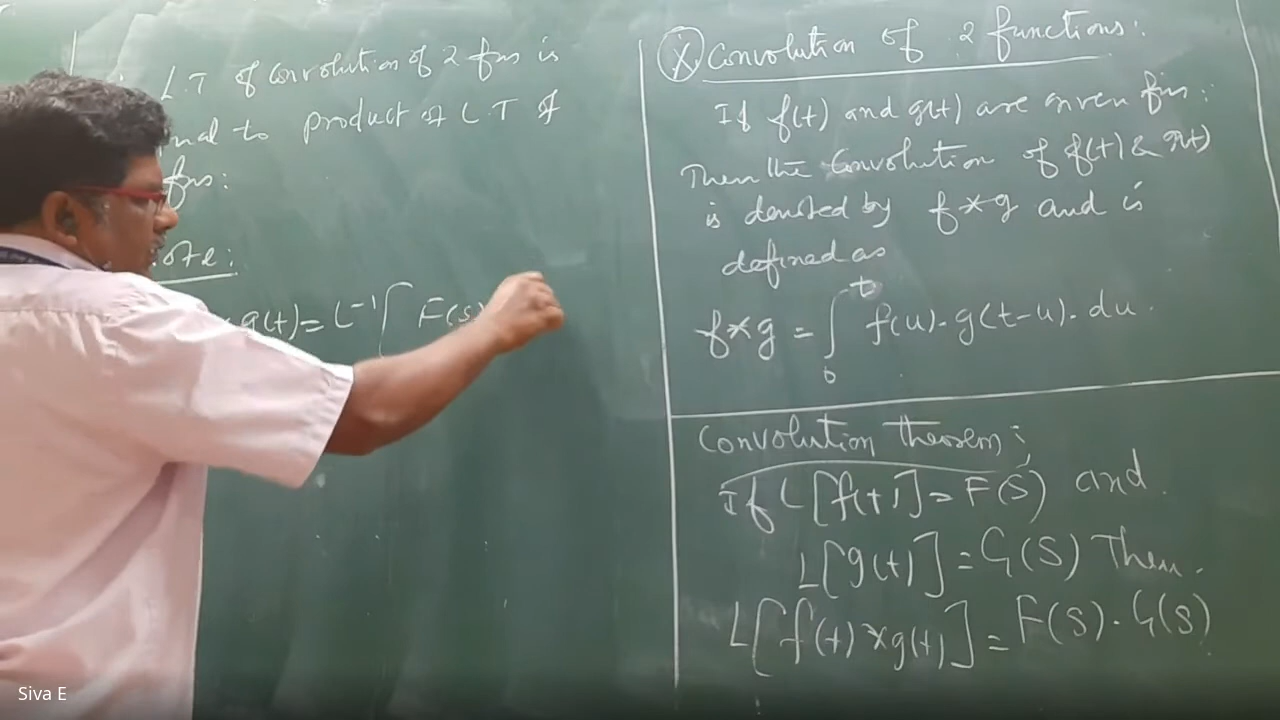 L.T of convolution of 2 fns is
to product of L.T of
fns:
ote:
g(t) = L⁻¹[ F(s)
(X) Convolution of 2 functions:
If f(t) and g(t) are given fns:
Then the Convolution of f(t) & g(t)
is denoted by f*g and is
defined as
f*g = ∫₀ᵗ f(u). g(t-u). du.
Convolution theorem:
If L[f(t)] = F(S) and.
L[g(t)] = G(S) Then.
L[f(t) * g(t)] = F(S). G(S)
Siva E